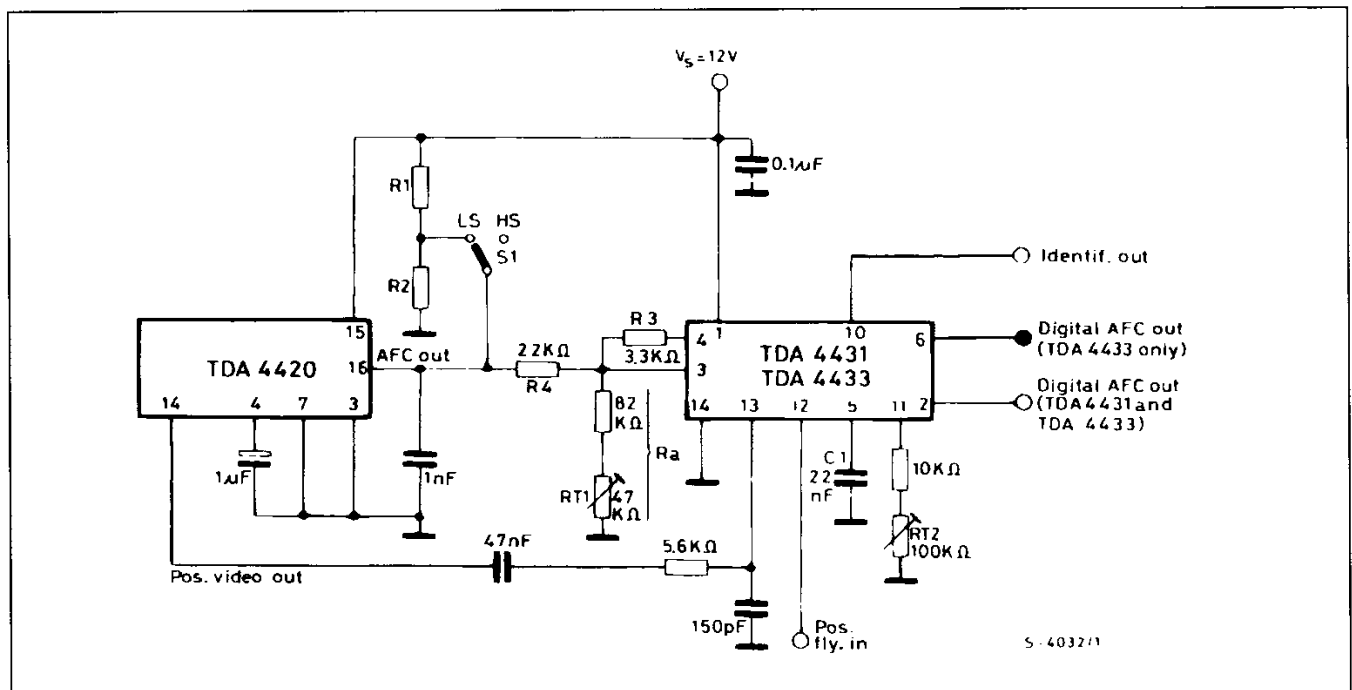 Vs=12V
0.1µF
R1
LS HS
S1
R2
Identif. out
R3
15
4
1
10
6
Digital AFC out
(TDA 4433 only)
TDA 4420
16
AFC out
22KΩ
R4
3.3KΩ
3
TDA 4431
TDA 4433
Digital AFC out
(TDA4431 and
TDA 4433)
14
4
7
3
14
13
12
5
11
2
82
KΩ
Ra
1µF
1nF
RT1
47
KΩ
C1
22
nF
10KΩ
RT2
100KΩ
47nF
5.6KΩ
Pos. video out
150pF
Pos.
fly. in
S-4032/1